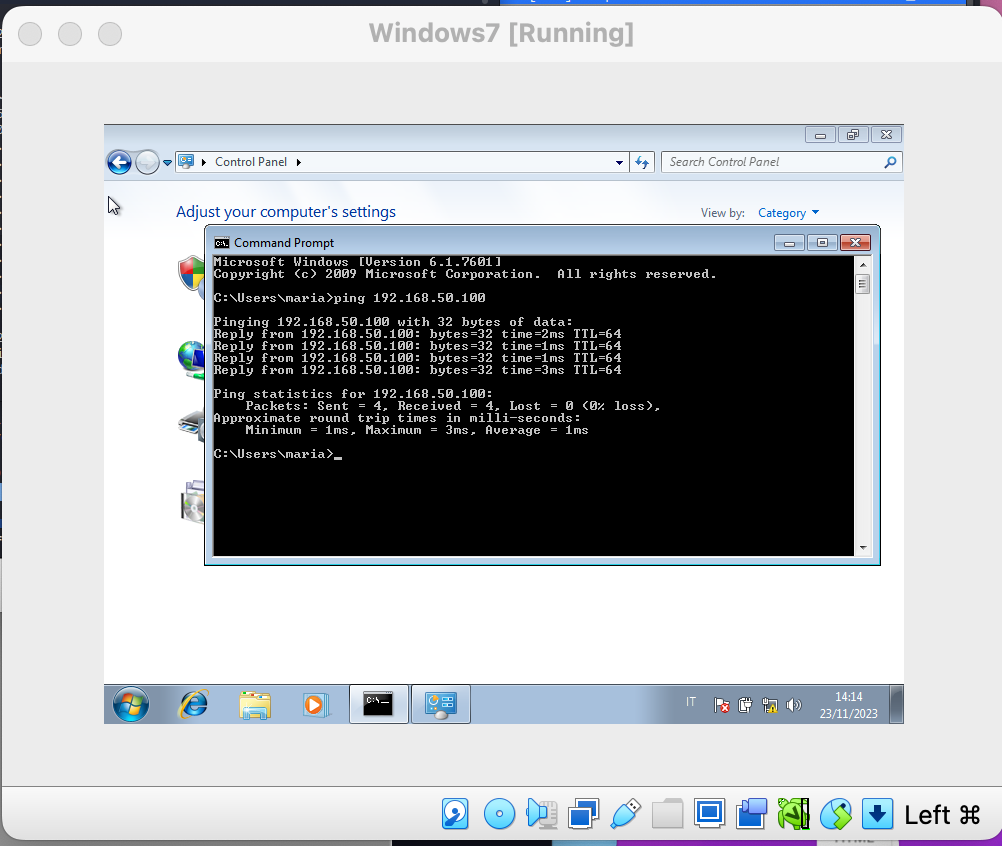 Windows7 [Running]
Control Panel
Search Control Panel
Adjust your computer's settings
View by: Category
Command Prompt
Microsoft Windows [Version 6.1.7601]
Copyright (c) 2009 Microsoft Corporation.  All rights reserved.
C:\Users\maria>ping 192.168.50.100
Pinging 192.168.50.100 with 32 bytes of data:
Reply from 192.168.50.100: bytes=32 time=2ms TTL=64
Reply from 192.168.50.100: bytes=32 time=1ms TTL=64
Reply from 192.168.50.100: bytes=32 time=1ms TTL=64
Reply from 192.168.50.100: bytes=32 time=3ms TTL=64
Ping statistics for 192.168.50.100:
Packets: Sent = 4, Received = 4, Lost = 0 (0% loss),
Approximate round trip times in milli-seconds:
Minimum = 1ms, Maximum = 3ms, Average = 1ms
C:\Users\maria>_
IT
14:14
23/11/2023
Left ⌘